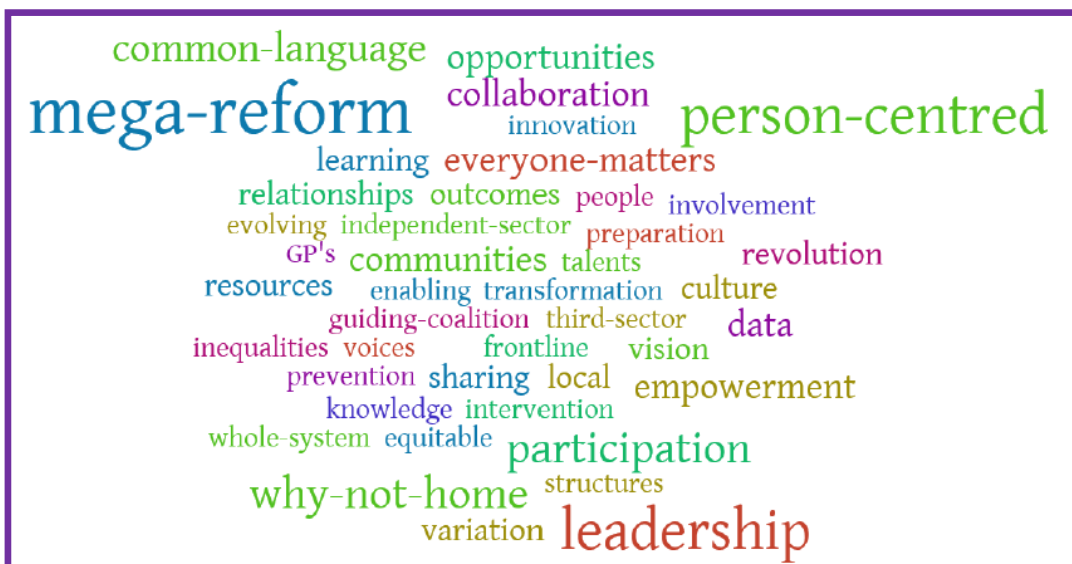 common-language opportunities
mega-reform collaboration person-centred
innovation
learning everyone-matters
relationships outcomes people involvement
evolving independent-sector preparation
GP's communities talents revolution
resources enabling transformation culture
guiding-coalition third-sector data
inequalities voices frontline vision
prevention sharing local empowerment
knowledge intervention
whole-system equitable participation
why-not-home structures
variation leadership